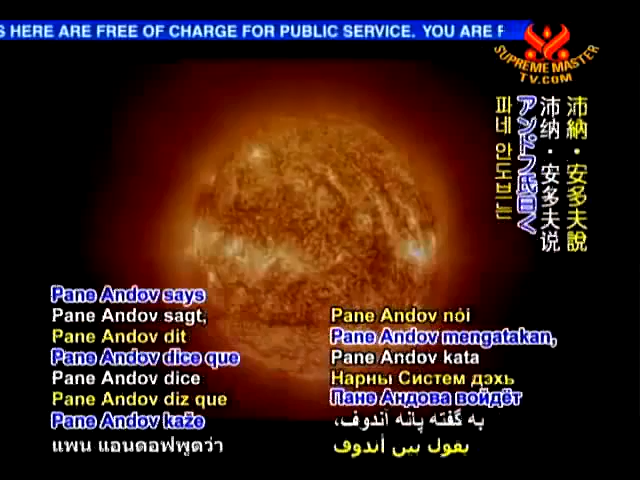 S HERE ARE FREE OF CHARGE FOR PUBLIC SERVICE. YOU ARE F
SUPREME MASTER
TV.COM
沛納·安多夫說
沛纳·安多夫说
アンドフ氏曰く
파네 안도브는
Pane Andov says
Pane Andov sagt,
Pane Andov dit
Pane Andov dice que
Pane Andov dice
Pane Andov diz que
Pane Andov kaže
แพน แอนดอฟพูดว่า
Pane Andov nói
Pane Andov mengatakan,
Pane Andov kata
Нарны Систем дэхь
Пане Андова войдёт
به گفته پانه آندوف،
يقول بين أندوف